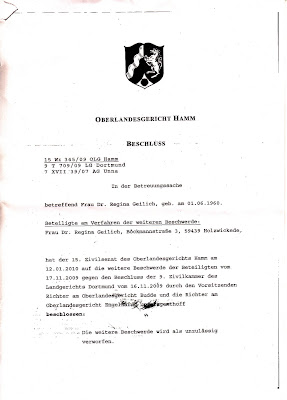 OBERLANDESGERICHT HAMM
BESCHLUSS
15 Wx 345/09 OLG Hamm
9 T 709/09 LG Dortmund
7 XVII 39/07 AG Unna
In der Betreuungssache
betreffend Frau Dr. Regina Geilich, geb. am 01.06.1960.
Beteiligte am Verfahren der weiteren Beschwerde:
Frau Dr. Regina Geilich, Böckmannstraße 3, 59439 Holzwickede,
hat der 15. Zivilsenat des Oberlandesgerichts Hamm am
12.01.2010 auf die weitere Beschwerde der Beteiligten vom
17.11.2009 gegen den Beschluss der 9. Zivilkammer des
Landgerichts Dortmund vom 16.11.2009 durch den Vorsitzenden
Richter am Oberlandesgericht Budde und die Richter am
Oberlandesgericht
beschlossen:
Die weitere Beschwerde wird als unzulässig
verworfen.